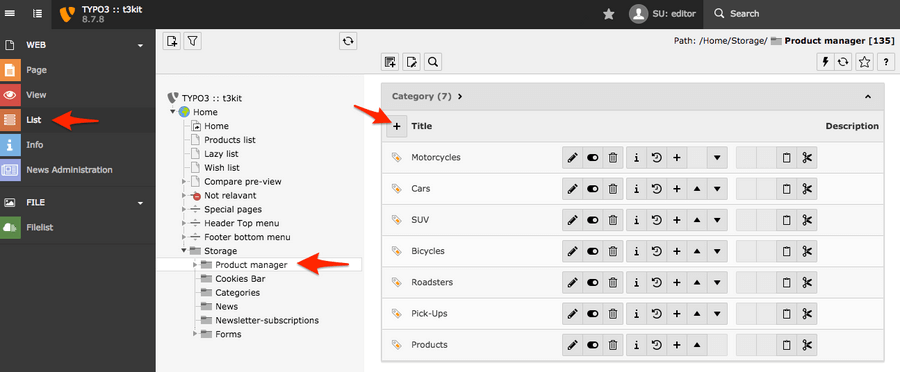 TYPO3 :: t3kit
8.7.8
SU: editor
Search
WEB
Page
View
List
Info
News Administration
FILE
Filelist
TYPO3 :: t3kit
Home
Home
Products list
Lazy list
Wish list
Compare pre-view
Not relavant
Special pages
Header Top menu
Footer bottom menu
Storage
Product manager
Cookies Bar
Categories
News
Newsletter-subscriptions
Forms
Path: /Home/Storage/ Product manager [135]
Category (7)
Title Description
Motorcycles
Cars
SUV
Bicycles
Roadsters
Pick-Ups
Products